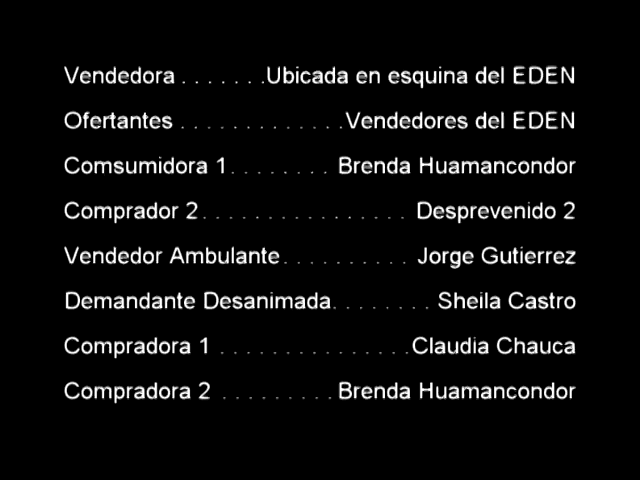 Vendedora . . . . . . .Ubicada en esquina del EDEN
Ofertantes . . . . . . . . . . . . .Vendedores del EDEN
Comsumidora 1. . . . . . . . Brenda Huamancondor
Comprador 2. . . . . . . . . . . . . . . . Desprevenido 2
Vendedor Ambulante. . . . . . . . . . Jorge Gutierrez
Demandante Desanimada. . . . . . . . Sheila Castro
Compradora 1 . . . . . . . . . . . . . . .Claudia Chauca
Compradora 2 . . . . . . . . . Brenda Huamancondor